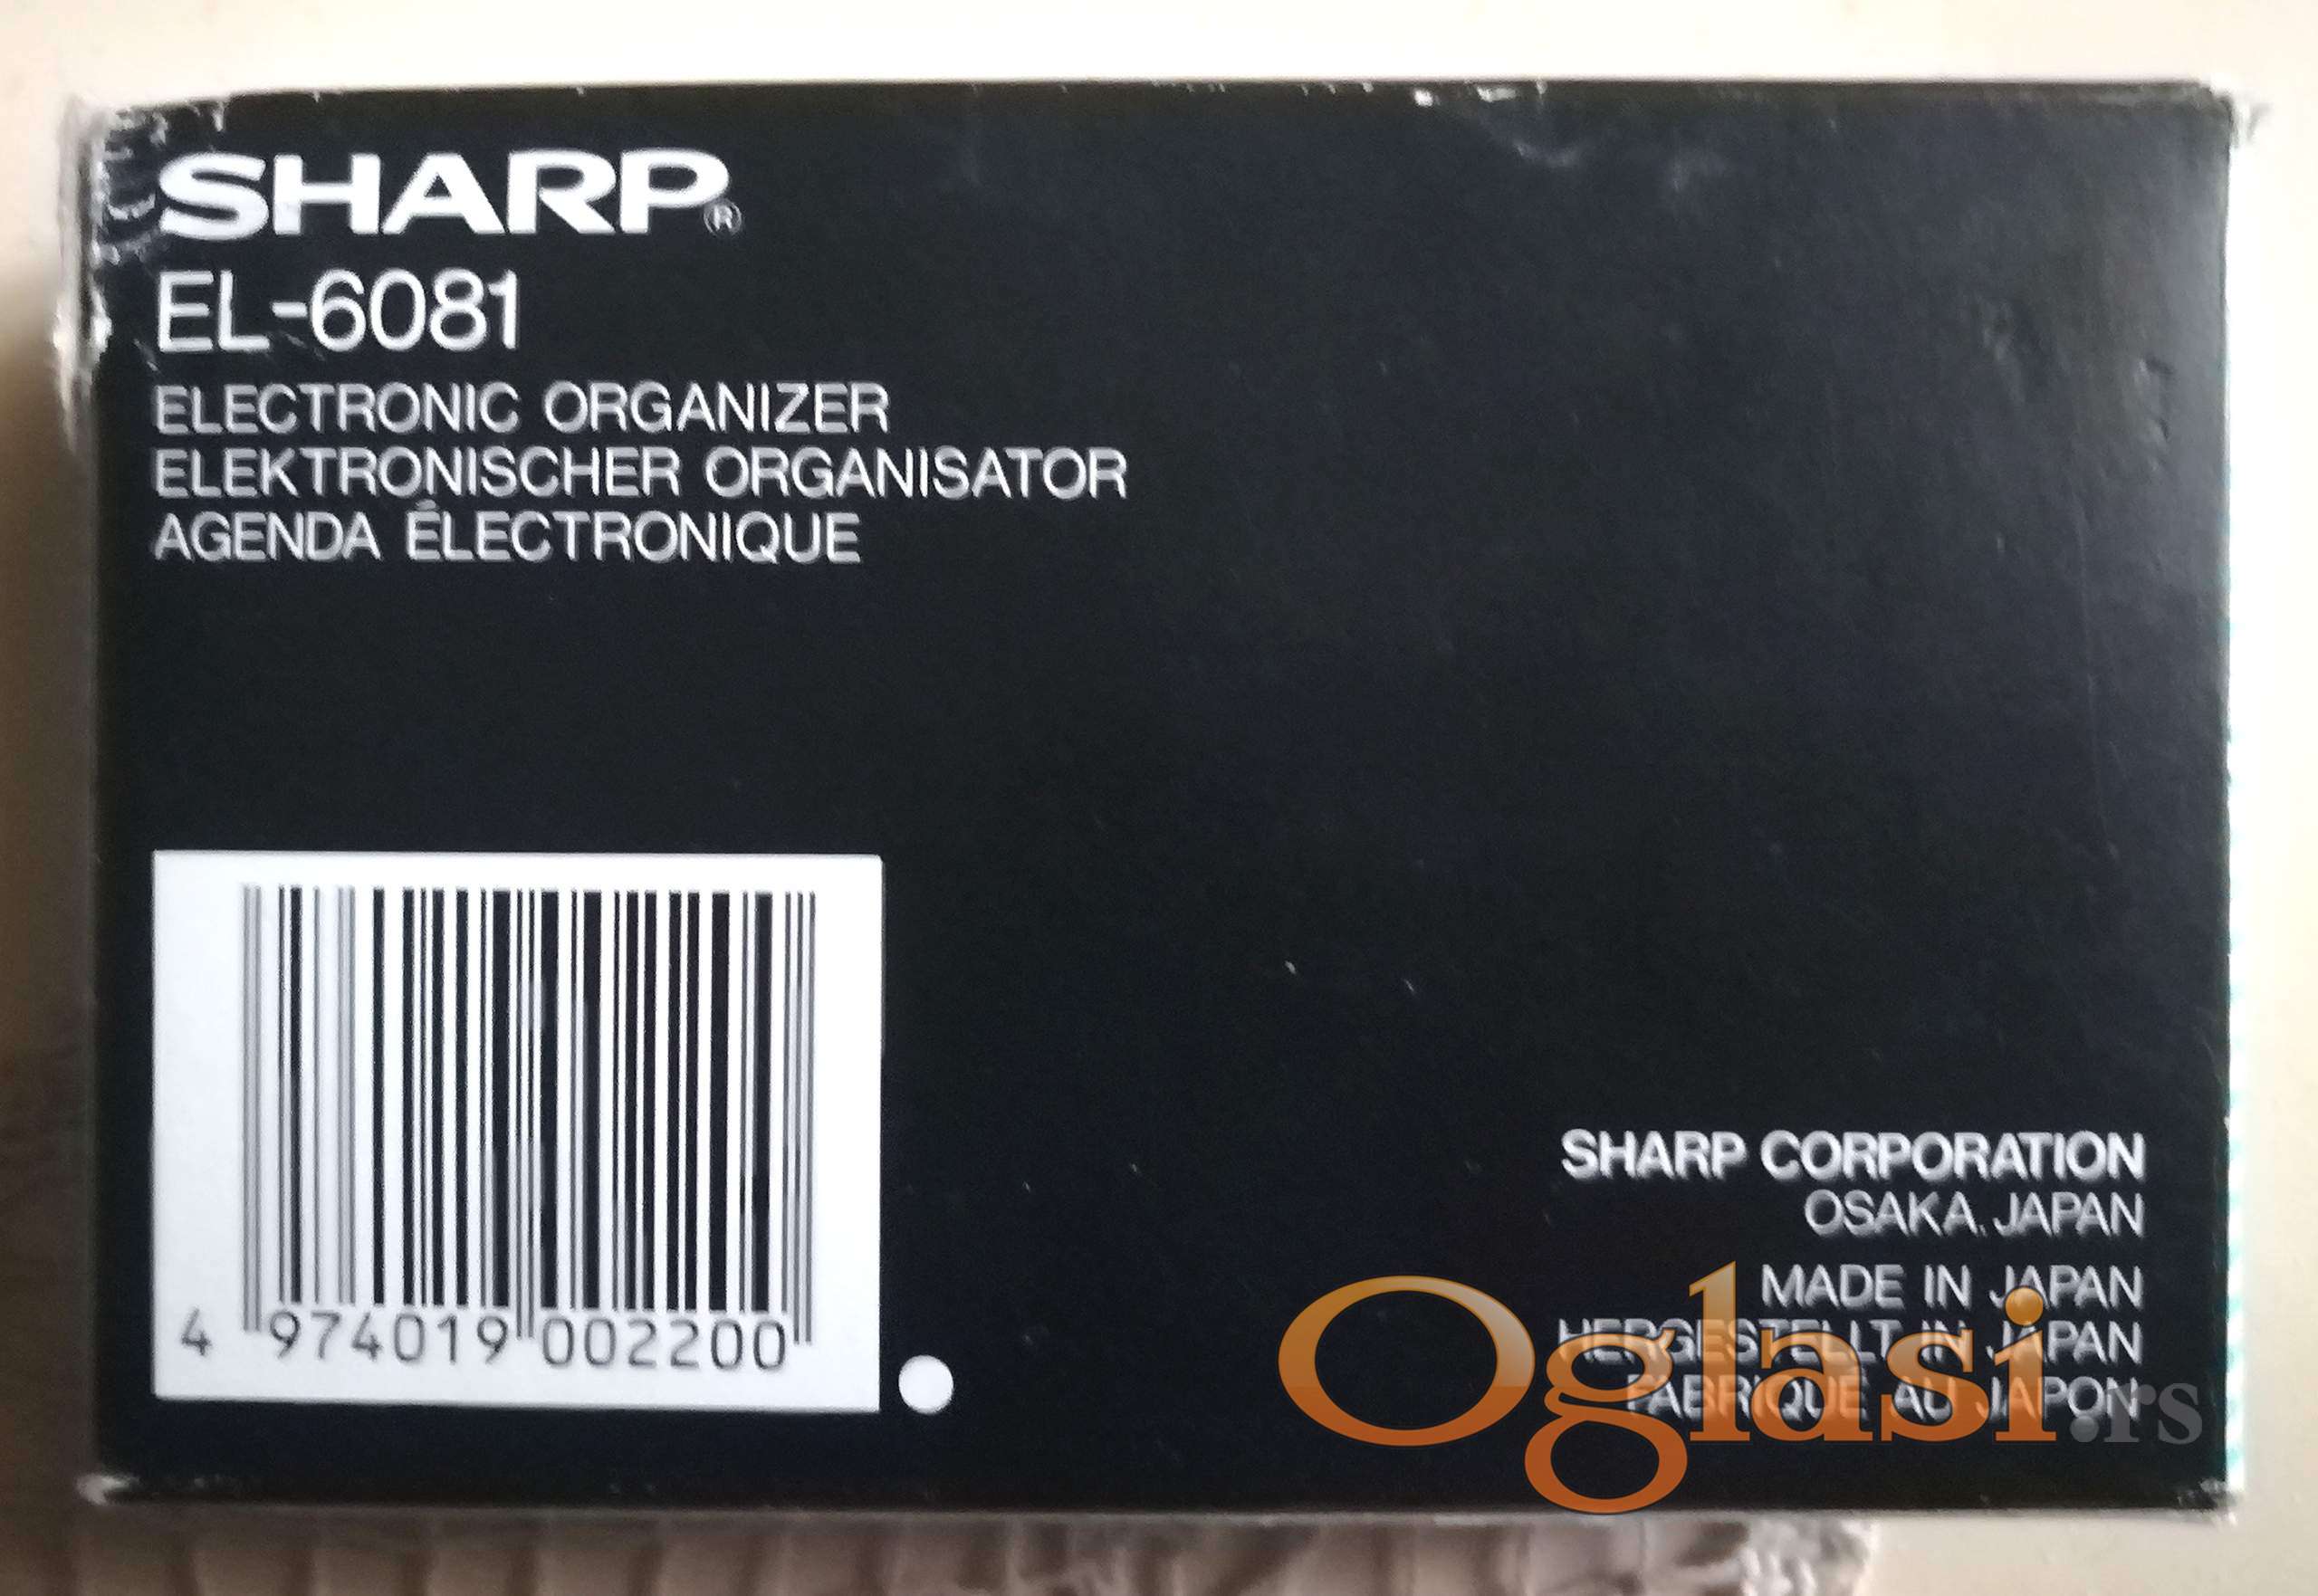 SHARP®
EL-6081
ELECTRONIC ORGANIZER
ELEKTRONISCHER ORGANISATOR
AGENDA ÉLECTRONIQUE
4 974019 002200
SHARP CORPORATION
OSAKA, JAPAN
MADE IN JAPAN
HERGESTELLT IN JAPAN
FABRIQUÉ AU JAPON
Oglasi.rs